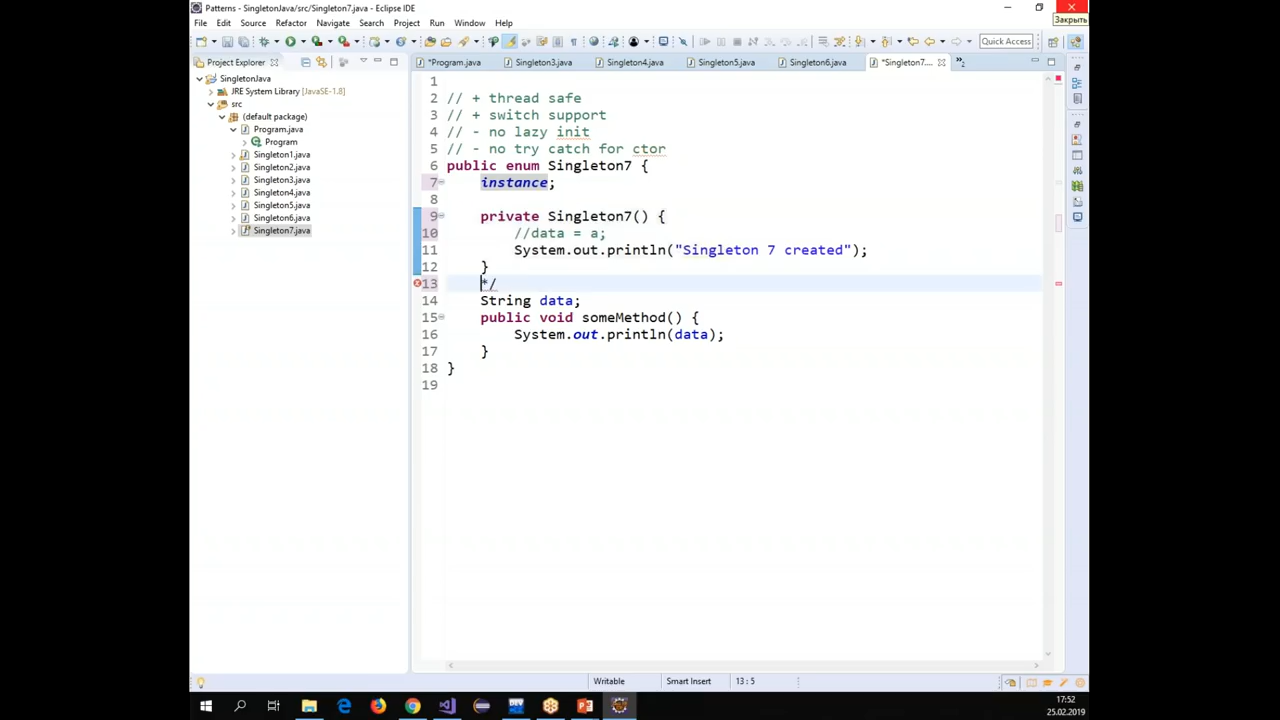 Patterns - SingletonJava/src/Singleton7.java - Eclipse IDE
Закрыть
File Edit Source Refactor Navigate Search Project Run Window Help
Quick Access
Project Explorer
*Program.java Singleton3.java Singleton4.java Singleton5.java Singleton6.java *Singleton7....
SingletonJava
JRE System Library [JavaSE-1.8]
src
(default package)
Program.java
Program
Singleton1.java
Singleton2.java
Singleton3.java
Singleton4.java
Singleton5.java
Singleton6.java
Singleton7.java
1
2 // + thread safe
3 // + switch support
4 // - no lazy init
5 // - no try catch for ctor
6 public enum Singleton7 {
7 instance;
8
9 private Singleton7() {
10 //data = a;
11 System.out.println("Singleton 7 created");
12 }
13 */
14 String data;
15 public void someMethod() {
16 System.out.println(data);
17 }
18 }
19
Writable Smart Insert 13 : 5
DEV
17:52
25.02.2019